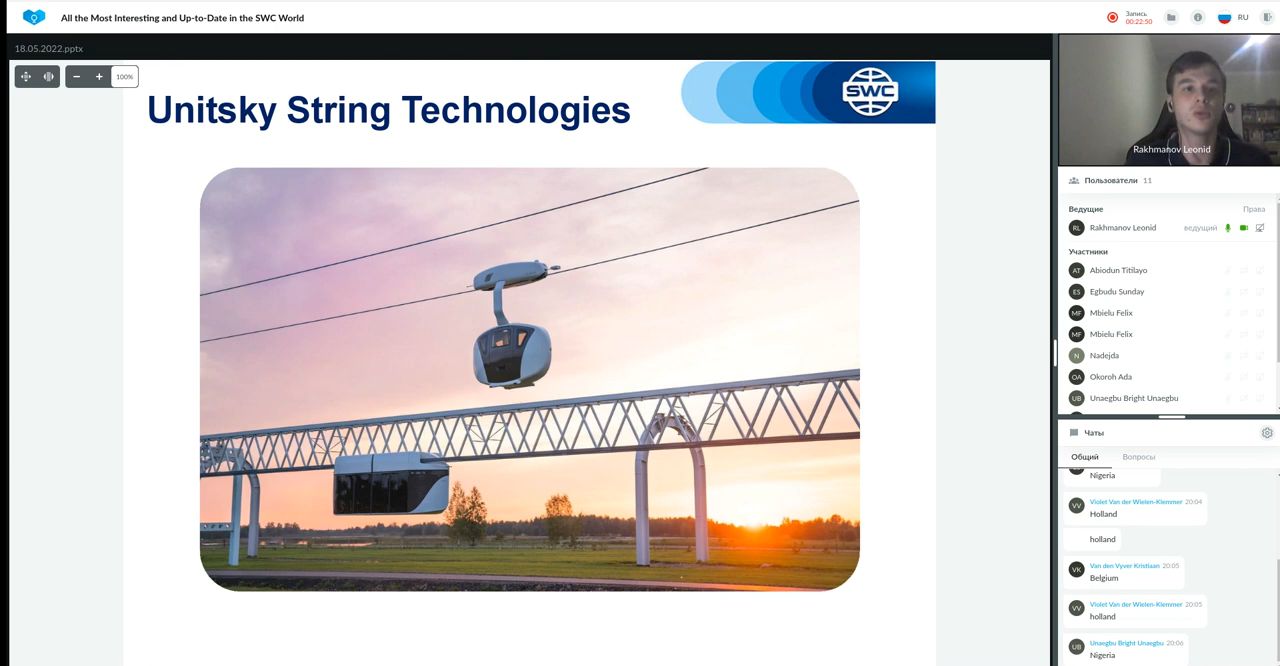 All the Most Interesting and Up-to-Date in the SWC World
Запись
00:22:50
RU
18.05.2022.pptx
100%
Unitsky String Technologies
SWC
Rakhmanov Leonid
Пользователи 11
Ведущие Права
RL Rakhmanov Leonid ведущий
Участники
AT Abiodun Titilayo
ES Egbudu Sunday
MF Mbielu Felix
MF Mbielu Felix
N Nadejda
OA Okoroh Ada
UB Unaegbu Bright Unaegbu
Чаты
Общий Вопросы
Nigeria
VV Violet Van der Wielen-Klemmer 20:04
Holland
holland
VK Van den Vyver Kristiaan 20:05
Belgium
VV Violet Van der Wielen-Klemmer 20:05
holland
UB Unaegbu Bright Unaegbu 20:06
Nigeria